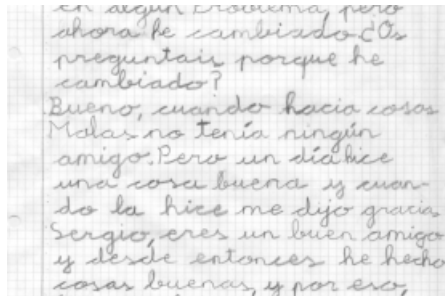 en algún problema, pero
ahora he cambiado ¿Os
preguntais porque he
cambiado?
Bueno, cuando hacia cosas
Malas no tenía ningún
amigo. Pero un día hice
una cosa buena y cuan-
do la hice me dijo gracia
Sergio, eres un buen amigo
y desde entonces he hecho
cosas buenas, y por eso,